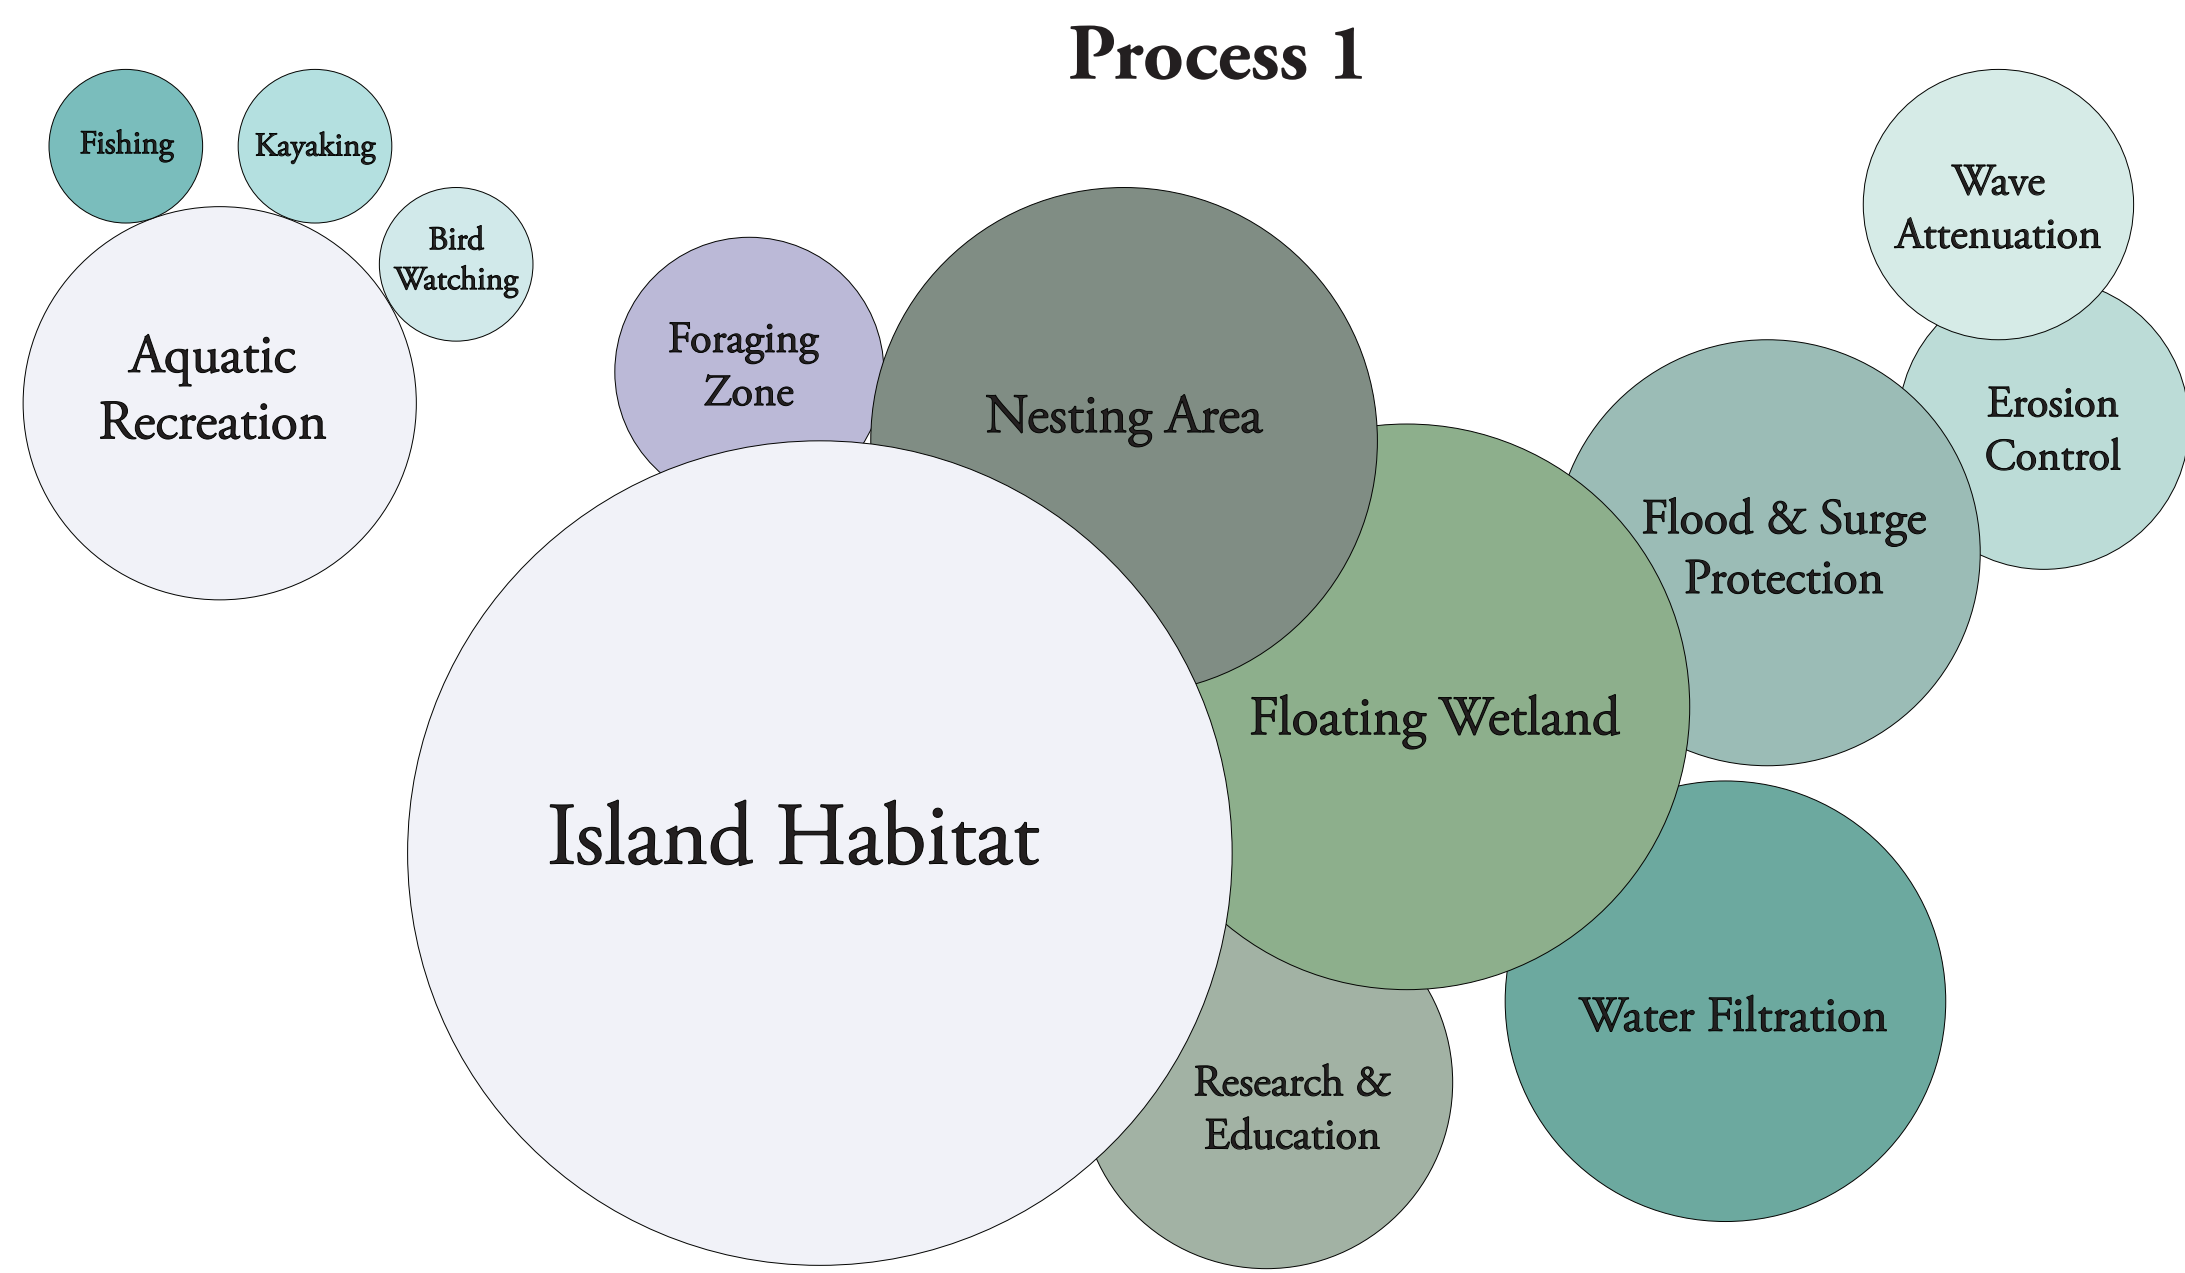 Process 1
Fishing
Kayaking
Bird
Watching
Aquatic
Recreation
Foraging
Zone
Nesting Area
Wave
Attenuation
Erosion
Control
Flood & Surge
Protection
Floating Wetland
Island Habitat
Water Filtration
Research &
Education